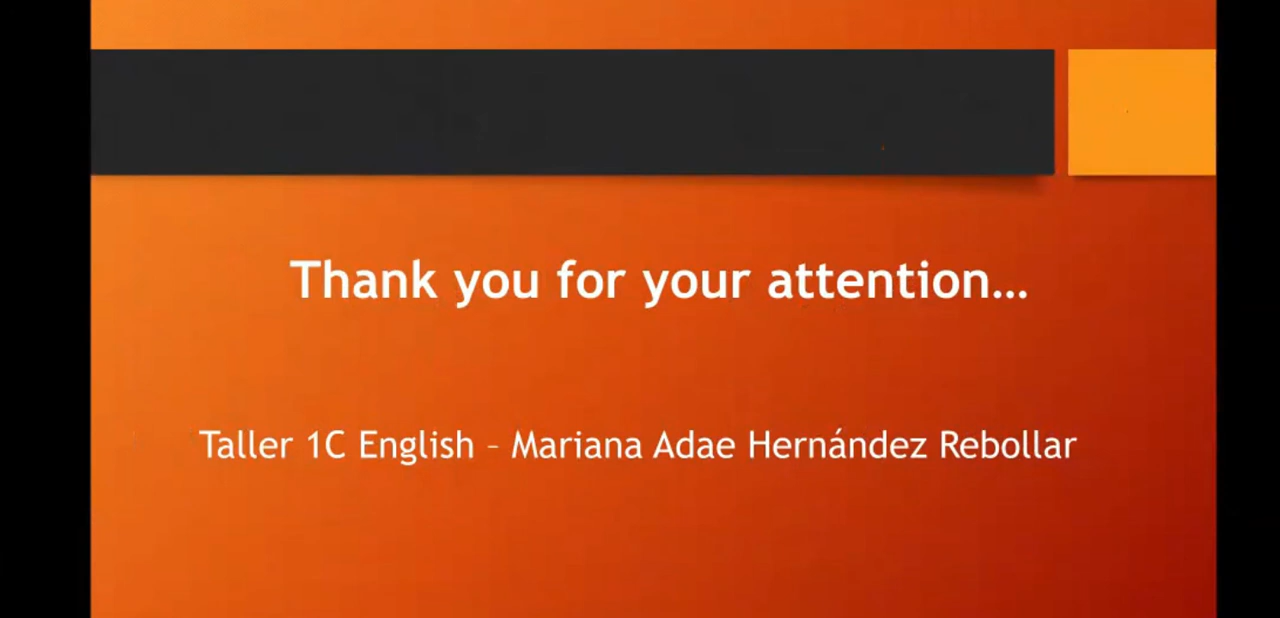 Thank you for your attention…
Taller 1C English – Mariana Adae Hernández Rebollar